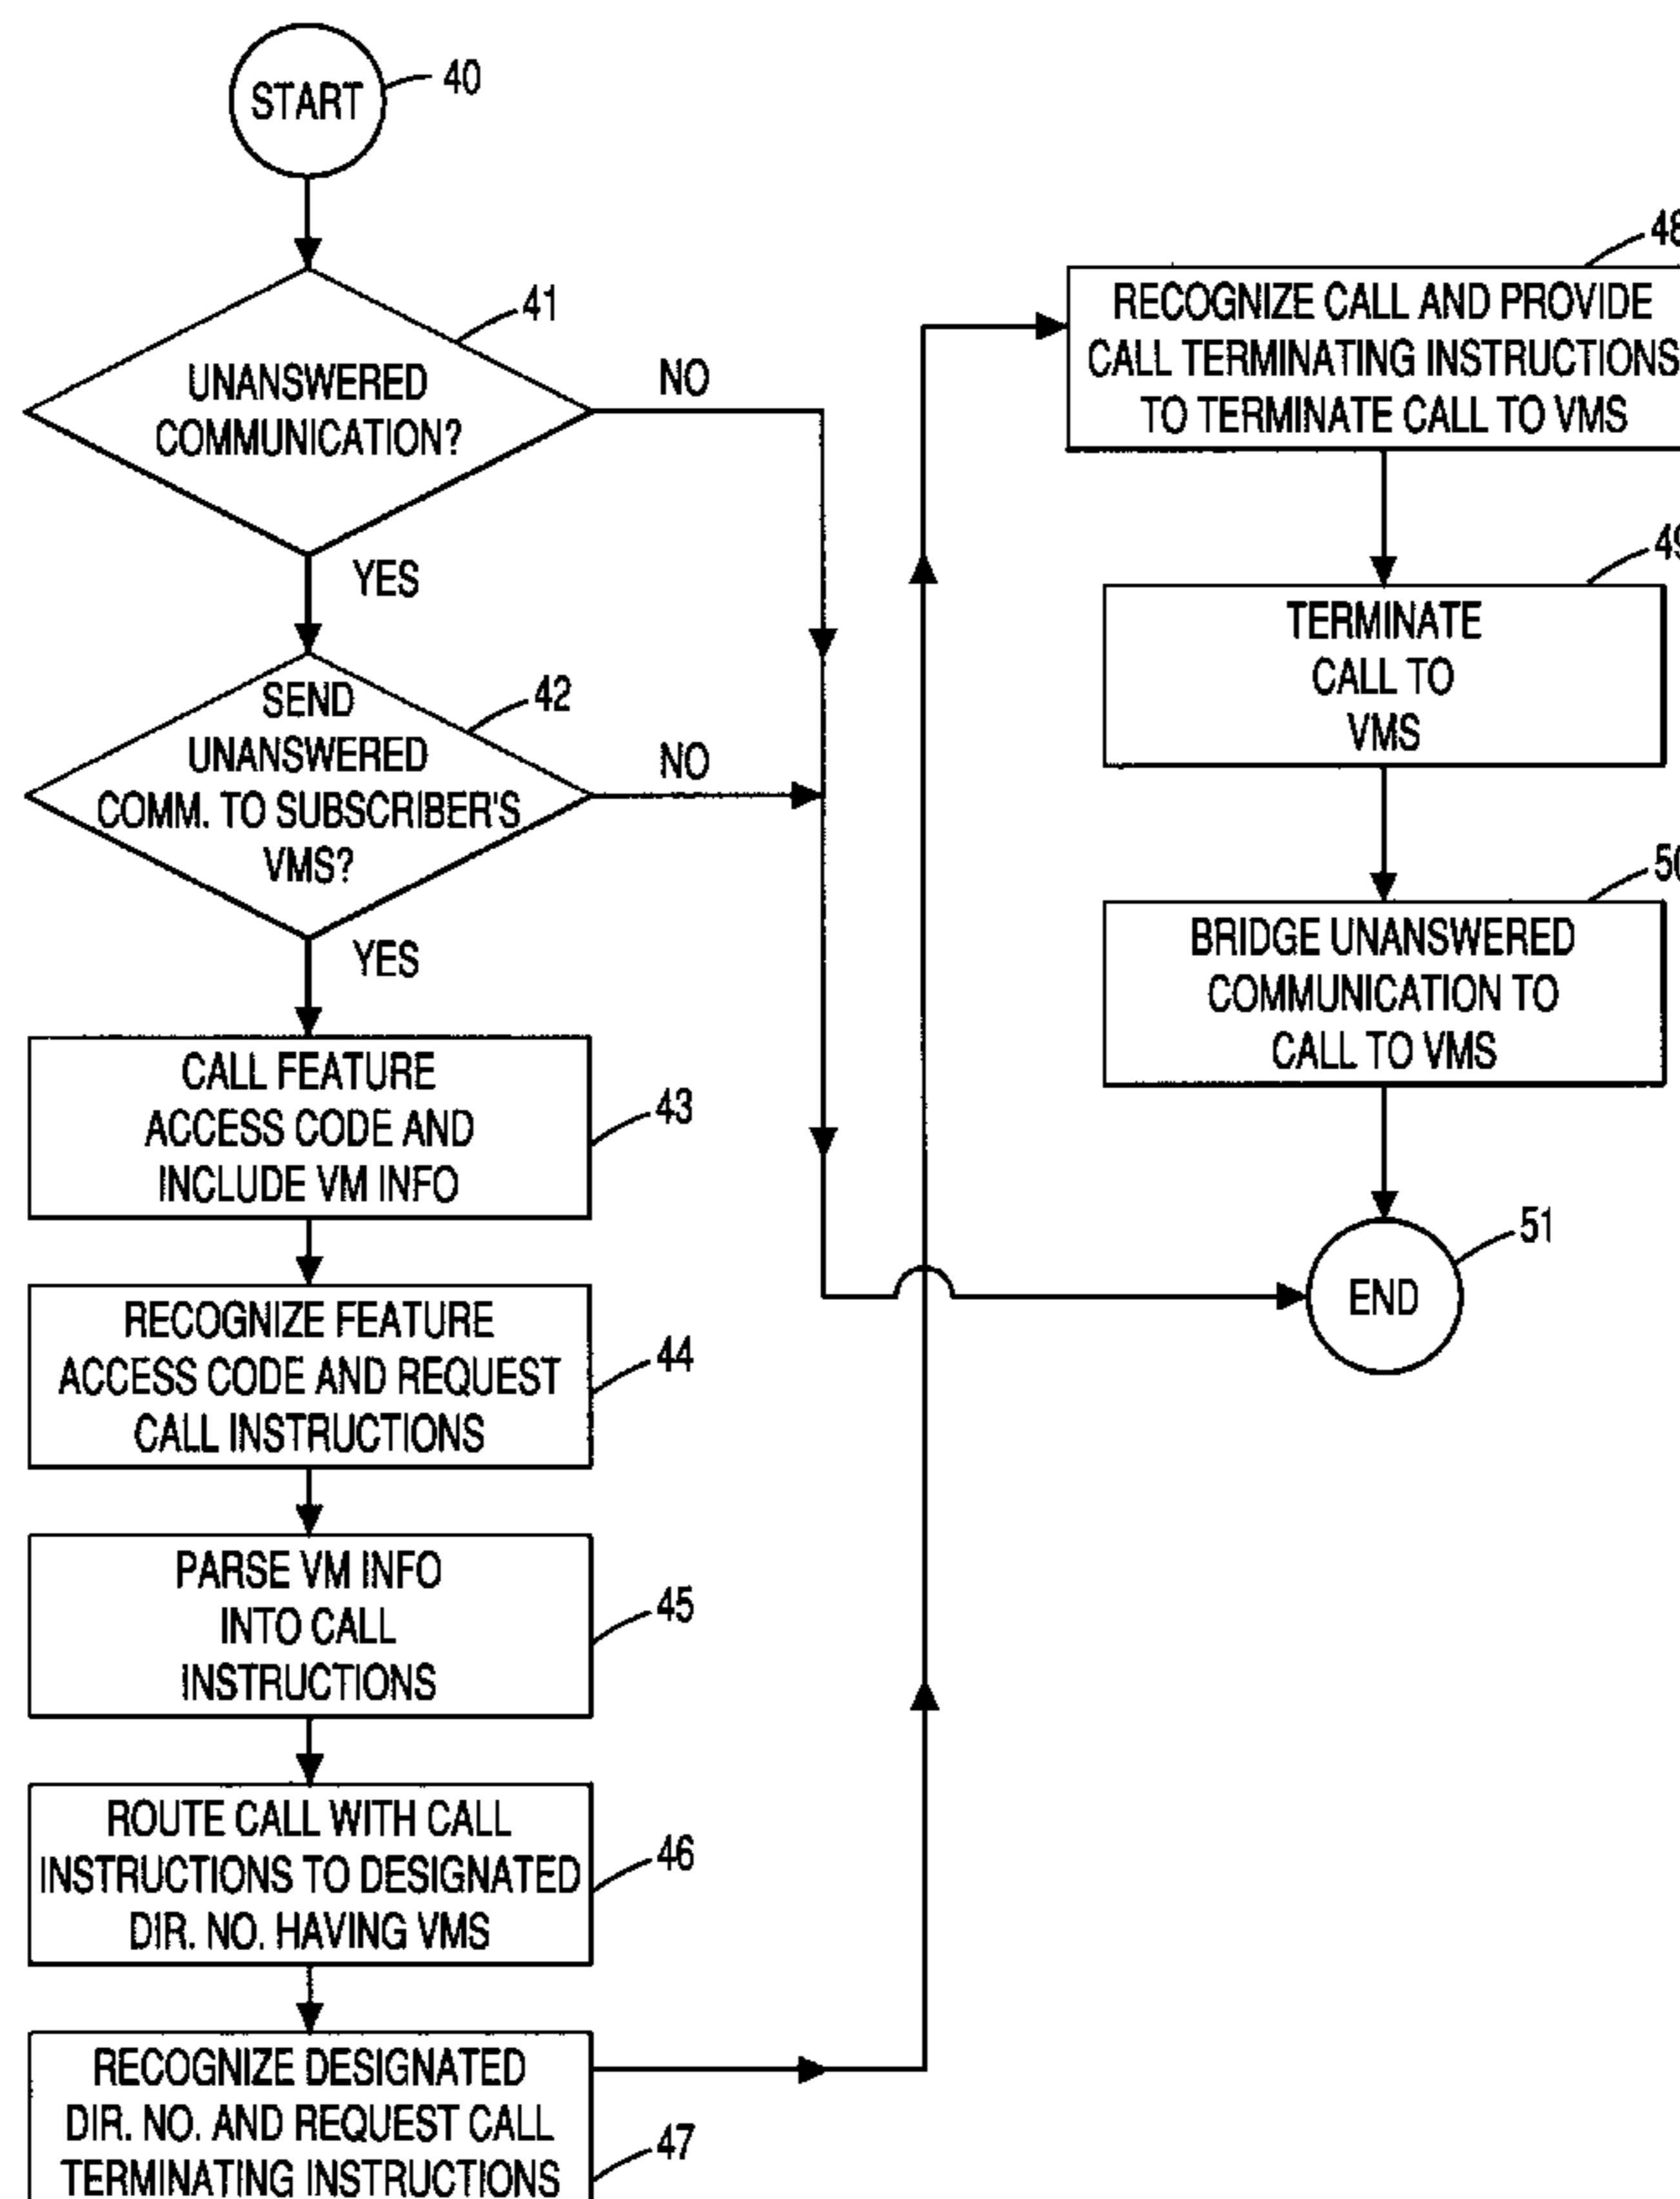 START
40
UNANSWERED
COMMUNICATION?
41
NO
YES
SEND
UNANSWERED
COMM. TO SUBSCRIBER'S
VMS?
42
NO
YES
CALL FEATURE
ACCESS CODE AND
INCLUDE VM INFO
43
RECOGNIZE FEATURE
ACCESS CODE AND REQUEST
CALL INSTRUCTIONS
44
PARSE VM INFO
INTO CALL
INSTRUCTIONS
45
ROUTE CALL WITH CALL
INSTRUCTIONS TO DESIGNATED
DIR. NO. HAVING VMS
46
RECOGNIZE DESIGNATED
DIR. NO. AND REQUEST CALL
TERMINATING INSTRUCTIONS
47
48
RECOGNIZE CALL AND PROVIDE
CALL TERMINATING INSTRUCTIONS
TO TERMINATE CALL TO VMS
49
TERMINATE
CALL TO
VMS
50
BRIDGE UNANSWERED
COMMUNICATION TO
CALL TO VMS
51
END